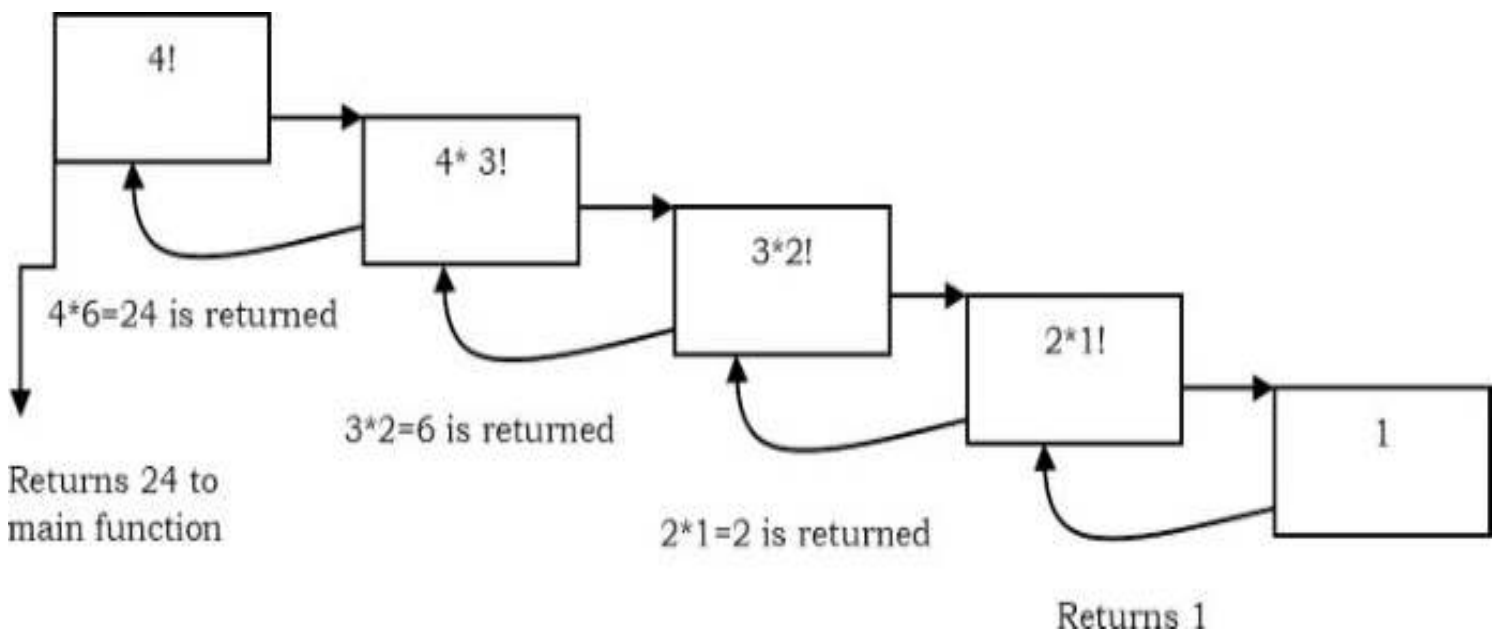 4!
4* 3!
3*2!
2*1!
1
4*6=24 is returned
3*2=6 is returned
2*1=2 is returned
Returns 1
Returns 24 to
main function